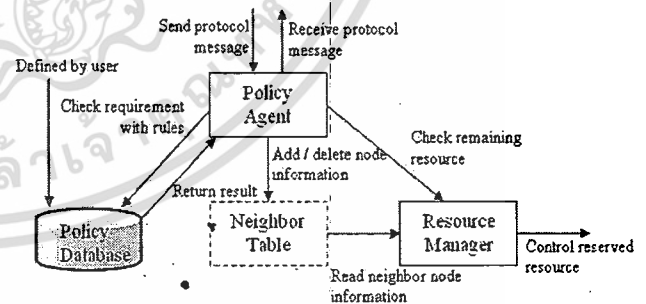 Send protocol
message
Receive protocol
message
Defined by user
Check requirement
with rules
Policy
Agent
Check remaining
resource
Add / delete node
information
Return result
Policy
Database
Neighbor
Table
Resource
Manager
Control reserved
resource
Read neighbor node
information